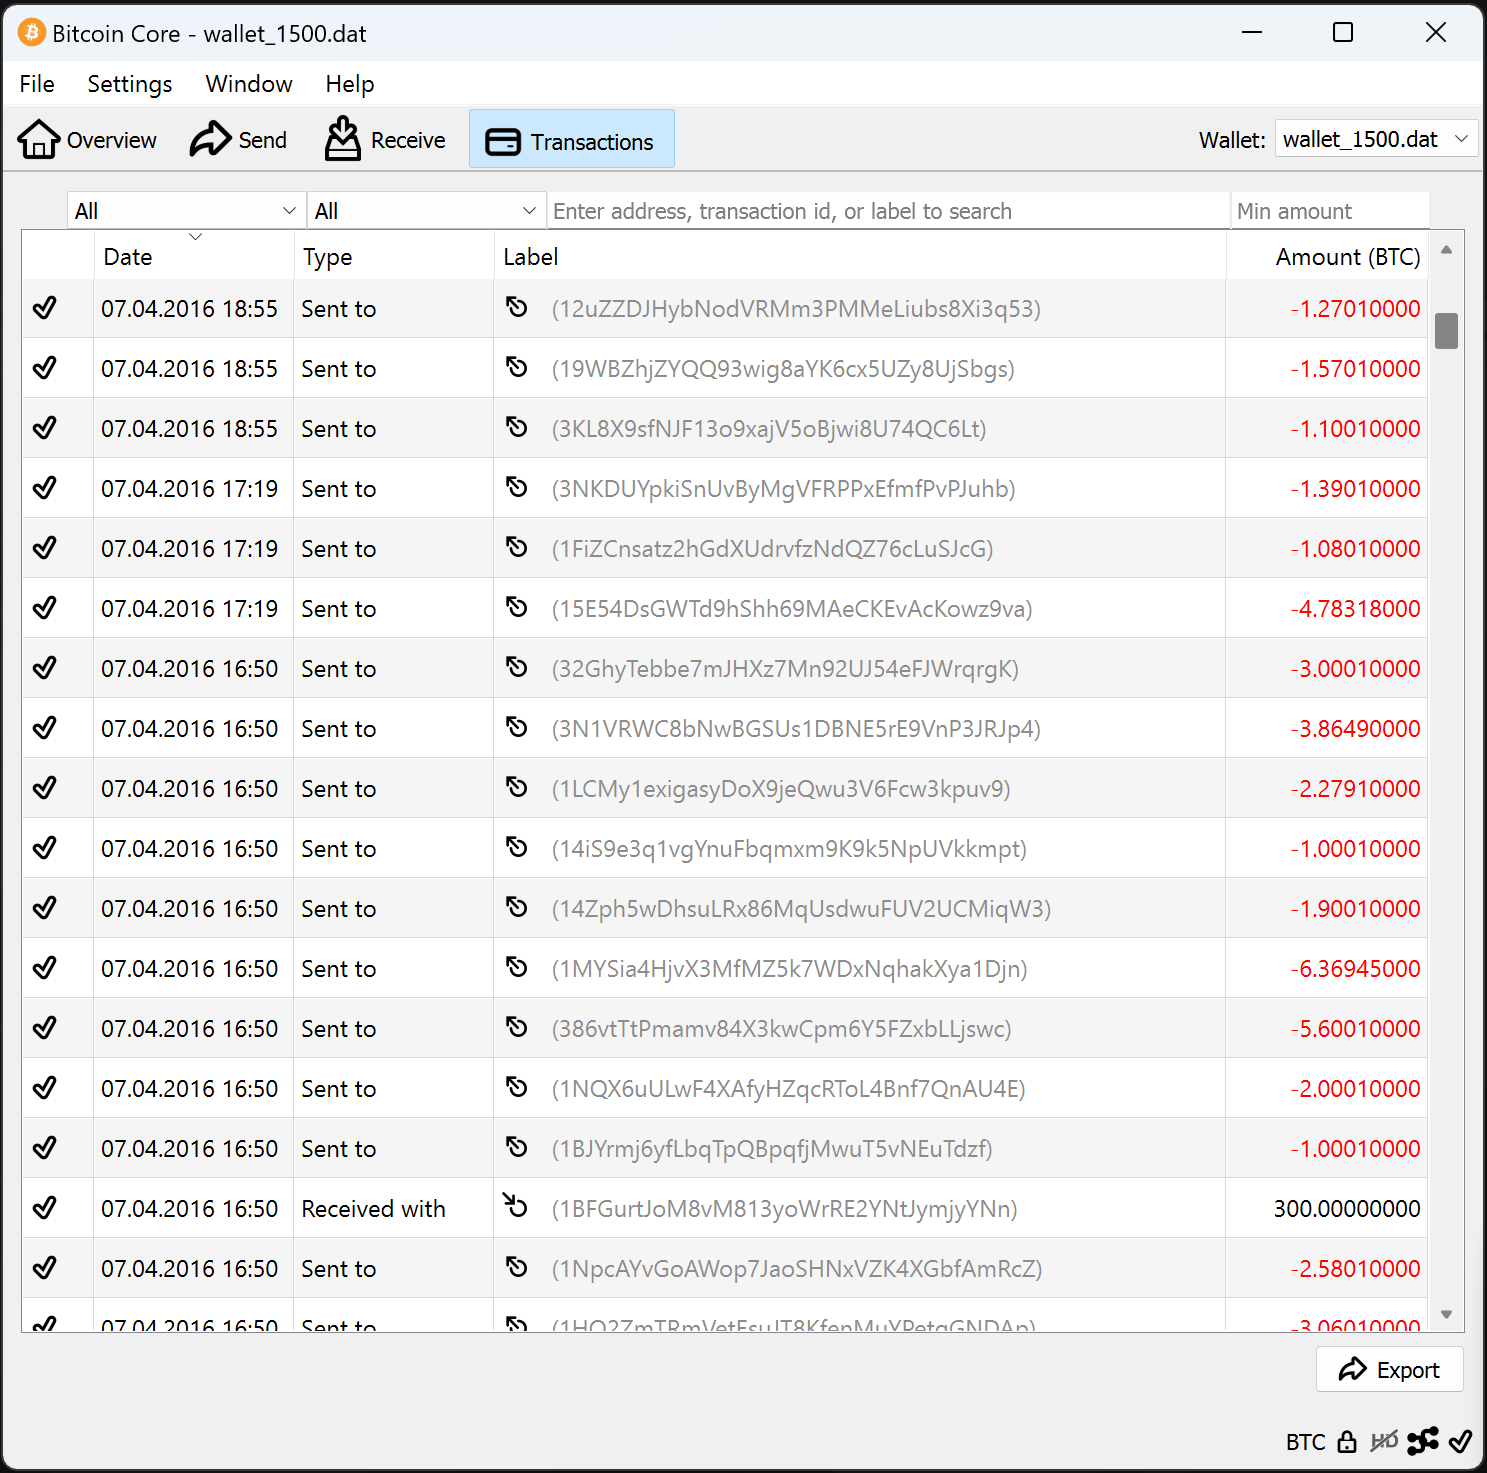 Bitcoin Core - wallet_1500.dat
File Settings Window Help
Overview Send Receive Transactions Wallet: wallet_1500.dat
All All Enter address, transaction id, or label to search Min amount
Date Type Label Amount (BTC)
07.04.2016 18:55 Sent to (12uZZDJHybNodVRMm3PMMeLiubs8Xi3q53) -1.27010000
07.04.2016 18:55 Sent to (19WBZhjZYQQ93wig8aYK6cx5UZy8UjSbgs) -1.57010000
07.04.2016 18:55 Sent to (3KL8X9sfNJF13o9xajV5oBjwi8U74QC6Lt) -1.10010000
07.04.2016 17:19 Sent to (3NKDUYpkiSnUvByMgVFRPPxEfmfPvPJuhb) -1.39010000
07.04.2016 17:19 Sent to (1FiZCnsatz2hGdXUdrvfzNdQZ76cLuSJcG) -1.08010000
07.04.2016 17:19 Sent to (15E54DsGWTd9hShh69MAeCKEvAcKowz9va) -4.78318000
07.04.2016 16:50 Sent to (32GhyTebbe7mJHXz7Mn92UJ54eFJWrqrgK) -3.00010000
07.04.2016 16:50 Sent to (3N1VRWC8bNwBGSUs1DBNE5rE9VnP3JRJp4) -3.86490000
07.04.2016 16:50 Sent to (1LCMy1exigasyDoX9jeQwu3V6Fcw3kpuv9) -2.27910000
07.04.2016 16:50 Sent to (14iS9e3q1vgYnuFbqmxm9K9k5NpUVkkmpt) -1.00010000
07.04.2016 16:50 Sent to (14Zph5wDhsuLRx86MqUsdwuFUV2UCMiqW3) -1.90010000
07.04.2016 16:50 Sent to (1MYSia4HjvX3MfMZ5k7WDxNqhakXya1Djn) -6.36945000
07.04.2016 16:50 Sent to (386vtTtPmamv84X3kwCpm6Y5FZxbLLjswc) -5.60010000
07.04.2016 16:50 Sent to (1NQX6uULwF4XAfyHZqcRToL4Bnf7QnAU4E) -2.00010000
07.04.2016 16:50 Sent to (1BJYrmj6yfLbqTpQBpqfjMwuT5vNEuTdzf) -1.00010000
07.04.2016 16:50 Received with (1BFGurtJoM8vM813yoWrRE2YNtJymjyYNn) 300.00000000
07.04.2016 16:50 Sent to (1NpcAYvGoAWop7JaoSHNxVZK4XGbfAmRcZ) -2.58010000
07.04.2016 16:50 Sent to -3.06010000
Export
BTC HD